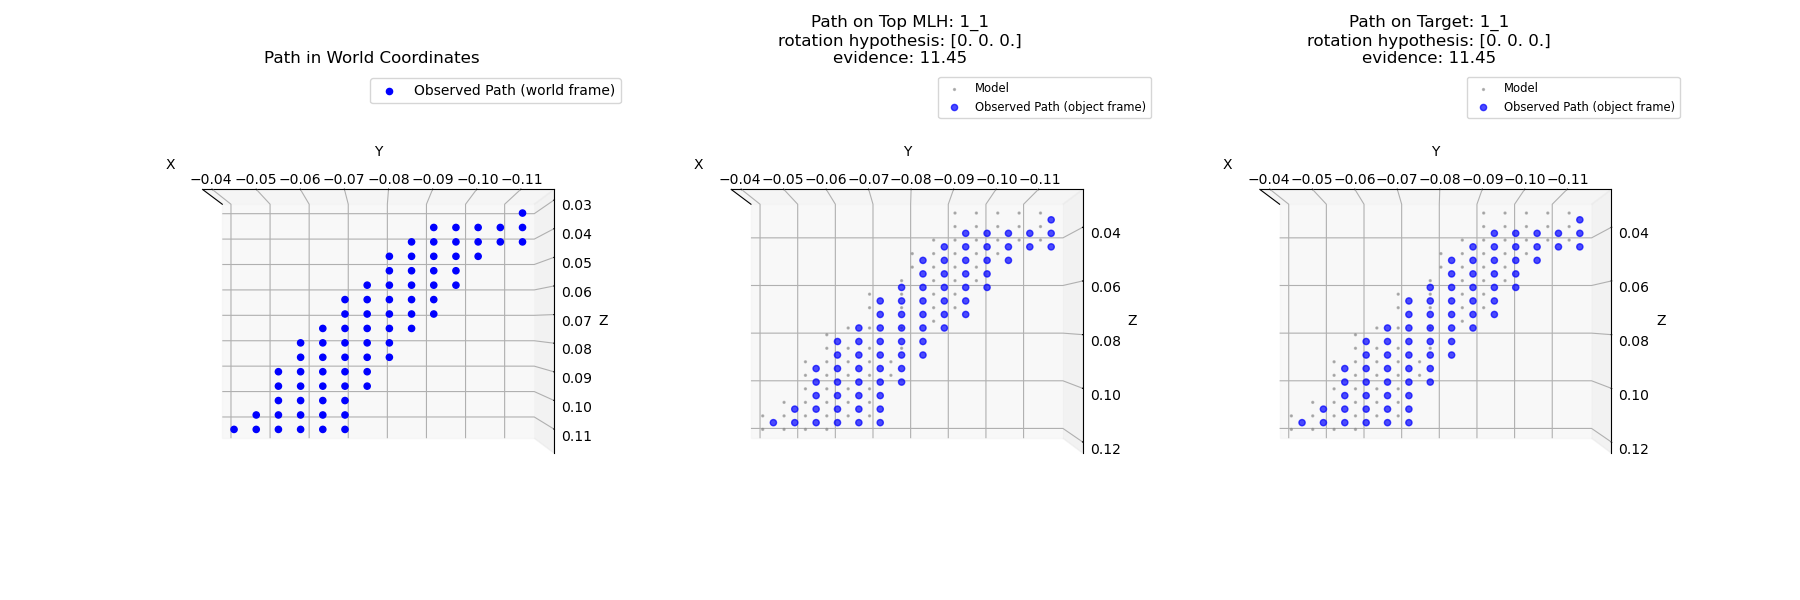 Path in World Coordinates
Observed Path (world frame)
X
Y
−0.04 −0.05 −0.06 −0.07 −0.08 −0.09 −0.10 −0.11
0.03
0.04
0.05
0.06
0.07
Z
0.08
0.09
0.10
0.11
Path on Top MLH: 1_1
rotation hypothesis: [0. 0. 0.]
evidence: 11.45
Model
Observed Path (object frame)
X
Y
−0.04 −0.05 −0.06 −0.07 −0.08 −0.09 −0.10 −0.11
0.04
0.06
Z
0.08
0.10
0.12
Path on Target: 1_1
rotation hypothesis: [0. 0. 0.]
evidence: 11.45
Model
Observed Path (object frame)
X
Y
−0.04 −0.05 −0.06 −0.07 −0.08 −0.09 −0.10 −0.11
0.04
0.06
Z
0.08
0.10
0.12